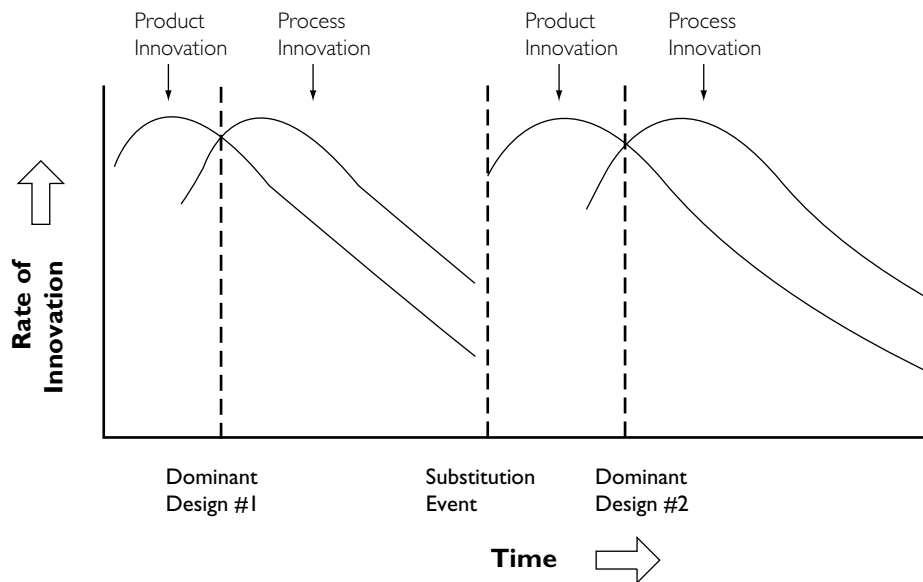 Product
Innovation
Process
Innovation
Product
Innovation
Process
Innovation
Rate of
Innovation
Dominant
Design #1
Substitution
Event
Dominant
Design #2
Time